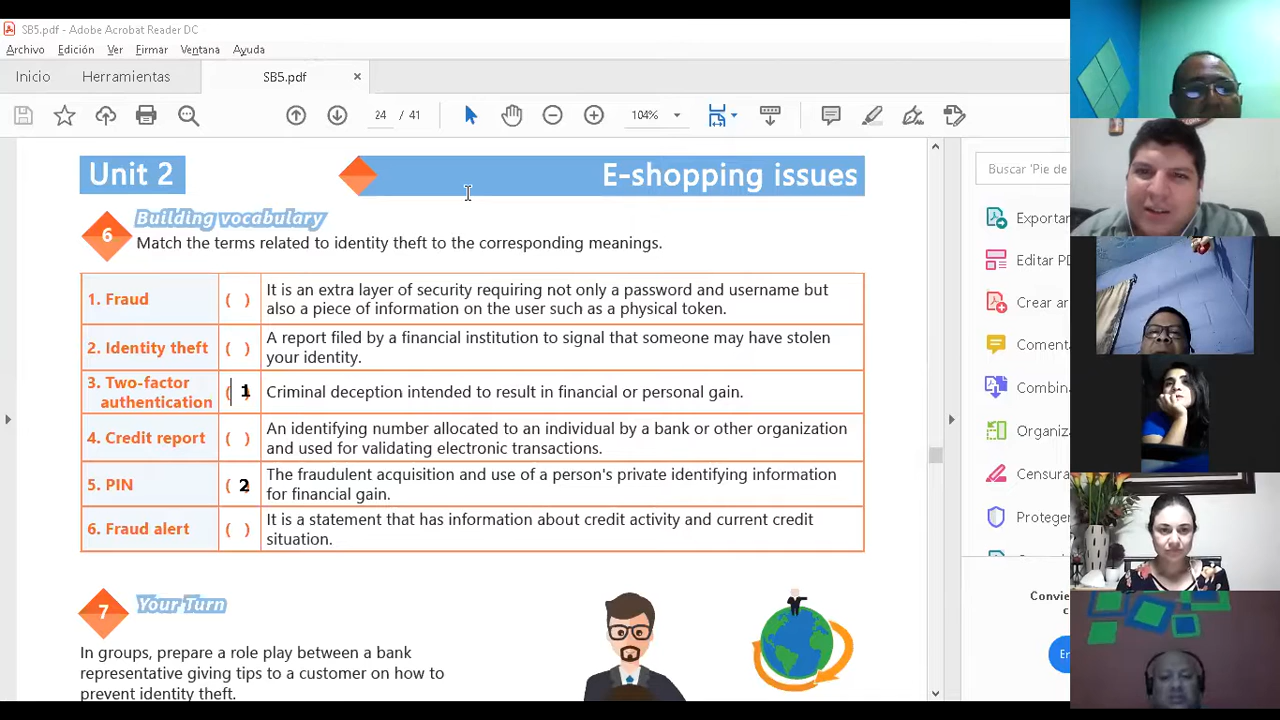 SB5.pdf - Adobe Acrobat Reader DC
Archivo Edición Ver Firmar Ventana Ayuda
Inicio Herramientas SB5.pdf ×
24 / 41 104%
Unit 2 E-shopping issues
6 Building vocabulary
Match the terms related to identity theft to the corresponding meanings.
1. Fraud ( ) It is an extra layer of security requiring not only a password and username but
also a piece of information on the user such as a physical token.
2. Identity theft ( ) A report filed by a financial institution to signal that someone may have stolen
your identity.
3. Two-factor
authentication ( 1 ) Criminal deception intended to result in financial or personal gain.
4. Credit report ( ) An identifying number allocated to an individual by a bank or other organization
and used for validating electronic transactions.
5. PIN ( 2 ) The fraudulent acquisition and use of a person's private identifying information
for financial gain.
6. Fraud alert ( ) It is a statement that has information about credit activity and current credit
situation.
7 Your Turn
In groups, prepare a role play between a bank
representative giving tips to a customer on how to
prevent identity theft.
Buscar 'Pie de
Exportar
Editar PD
Crear ar
Comenta
Combin
Organiz
Censura
Proteger
Convie
En